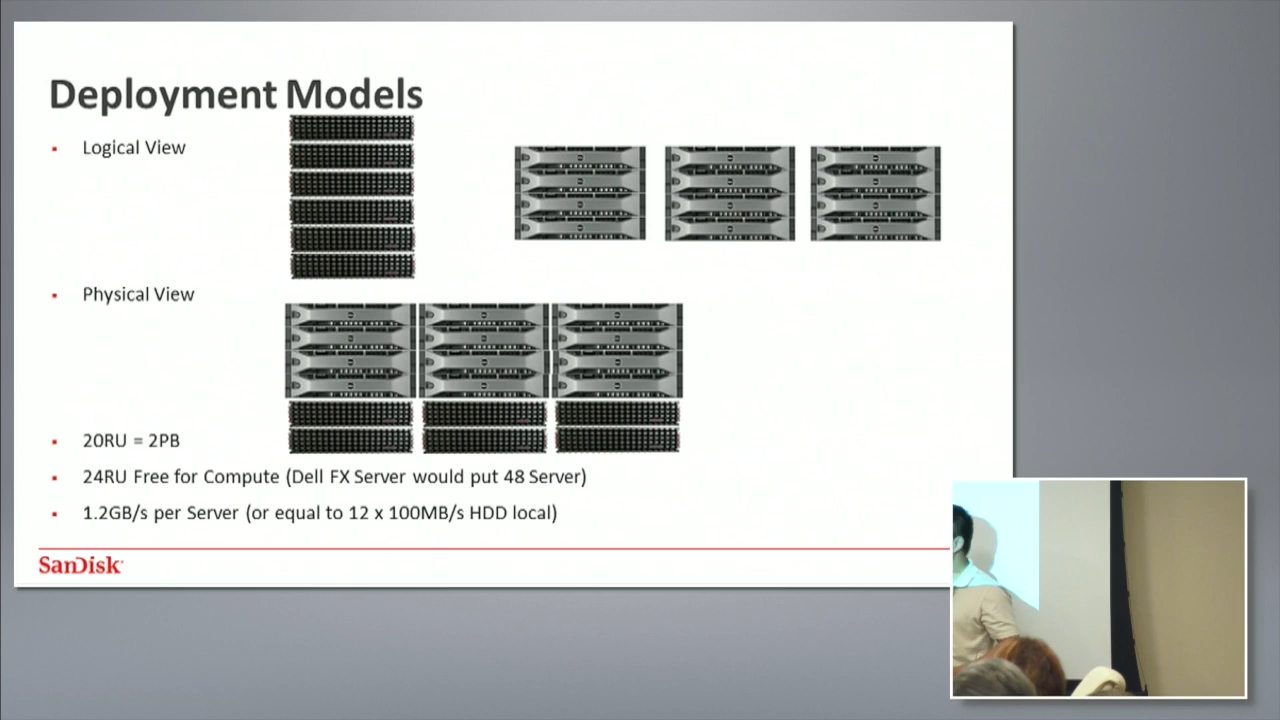 Deployment Models
Logical View
Physical View
20RU = 2PB
24RU Free for Compute (Dell FX Server would put 48 Server)
1.2GB/s per Server (or equal to 12 x 100MB/s HDD local)
SanDisk